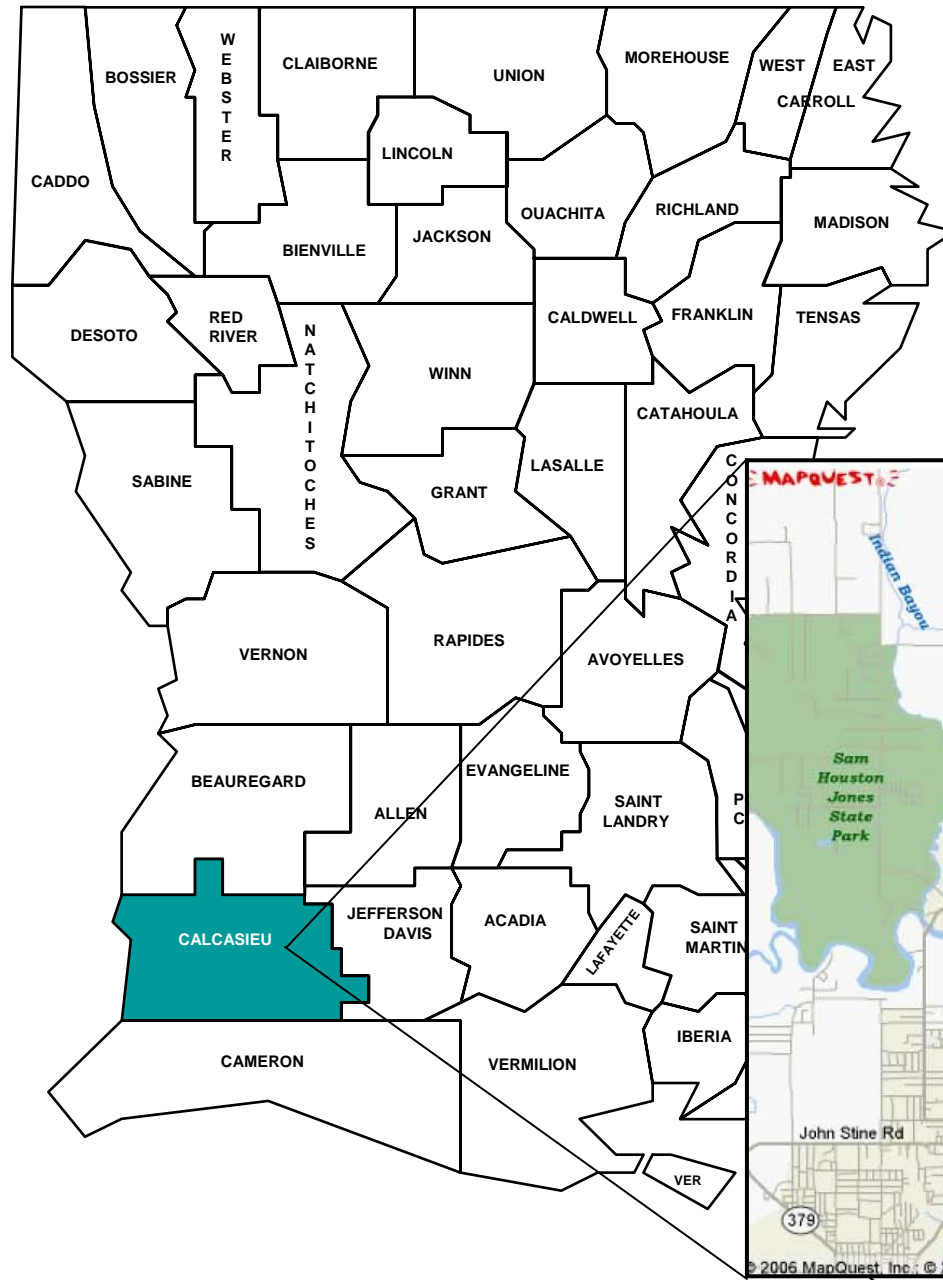 WEBSTER
CLAIBORNE
UNION
MOREHOUSE
WEST
EAST
CARROLL
BOSSIER
LINCOLN
CADDO
OUACHITA
RICHLAND
MADISON
BIENVILLE
JACKSON
RED
RIVER
DESOTO
NATCHITOCHES
CALDWELL
FRANKLIN
TENSAS
WINN
CATAHOULA
SABINE
GRANT
LASALLE
CONCORDIA
VERNON
RAPIDES
AVOYELLES
BEAUREGARD
ALLEN
EVANGELINE
SAINT
LANDRY
P
C
CALCASIEU
JEFFERSON
DAVIS
ACADIA
LAFAYETTE
SAINT
MARTIN
CAMERON
VERMILION
IBERIA
VER
MAPQUEST
Indian Bayou
Sam
Houston
Jones
State
Park
John Stine Rd
379
© 2006 MapQuest, Inc.; ©